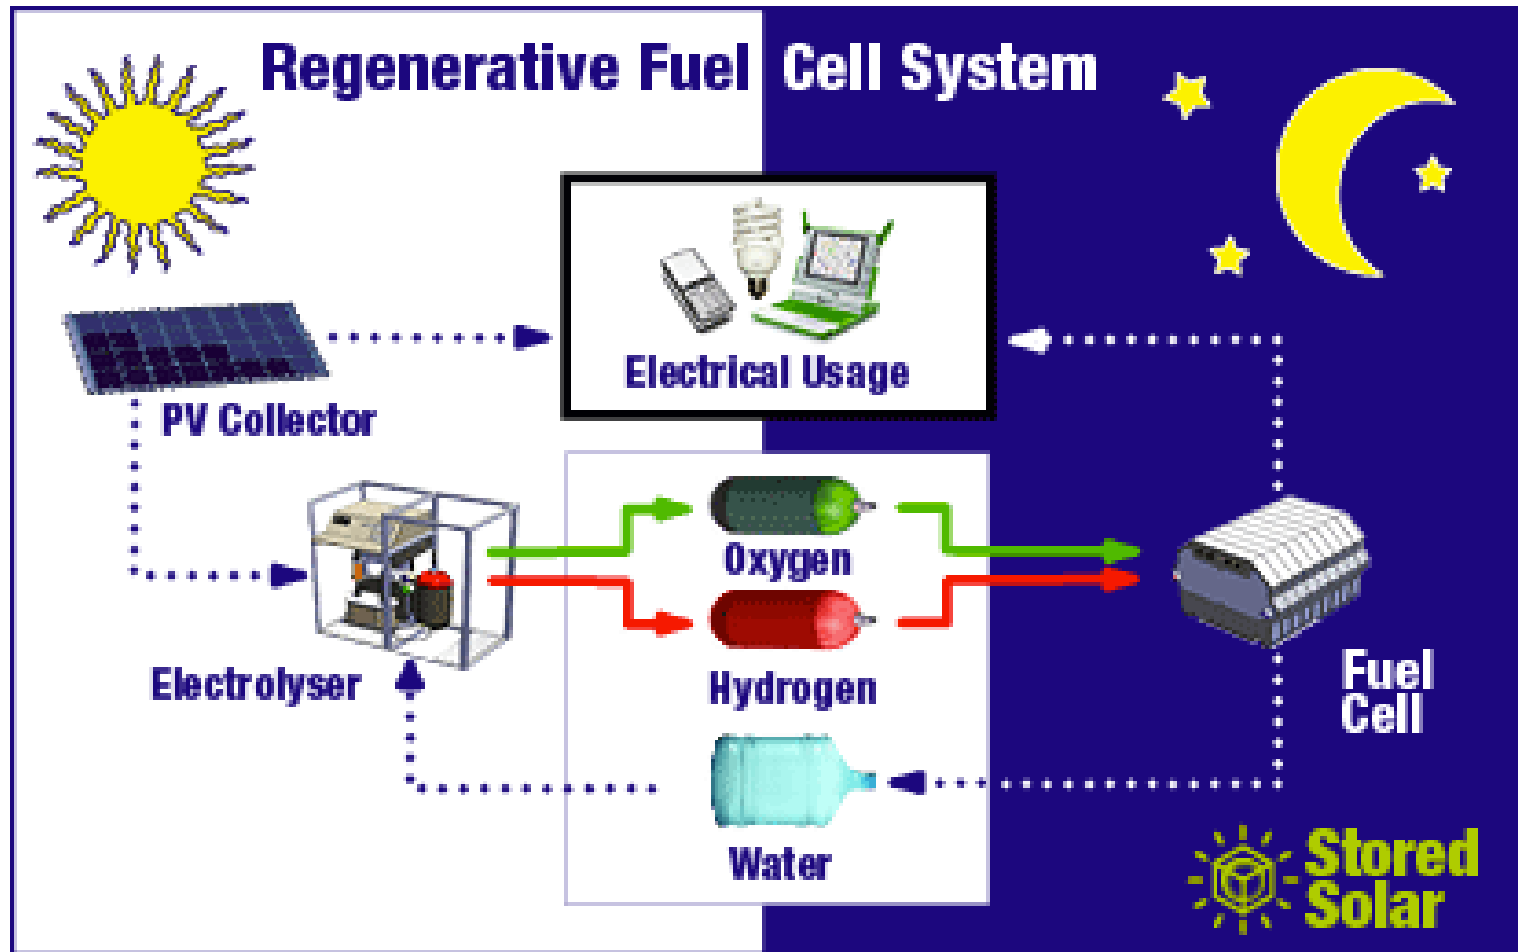 Regenerative Fuel Cell System
Electrical Usage
PV Collector
Oxygen
Electrolyser
Hydrogen
Fuel
Cell
Water
Stored
Solar